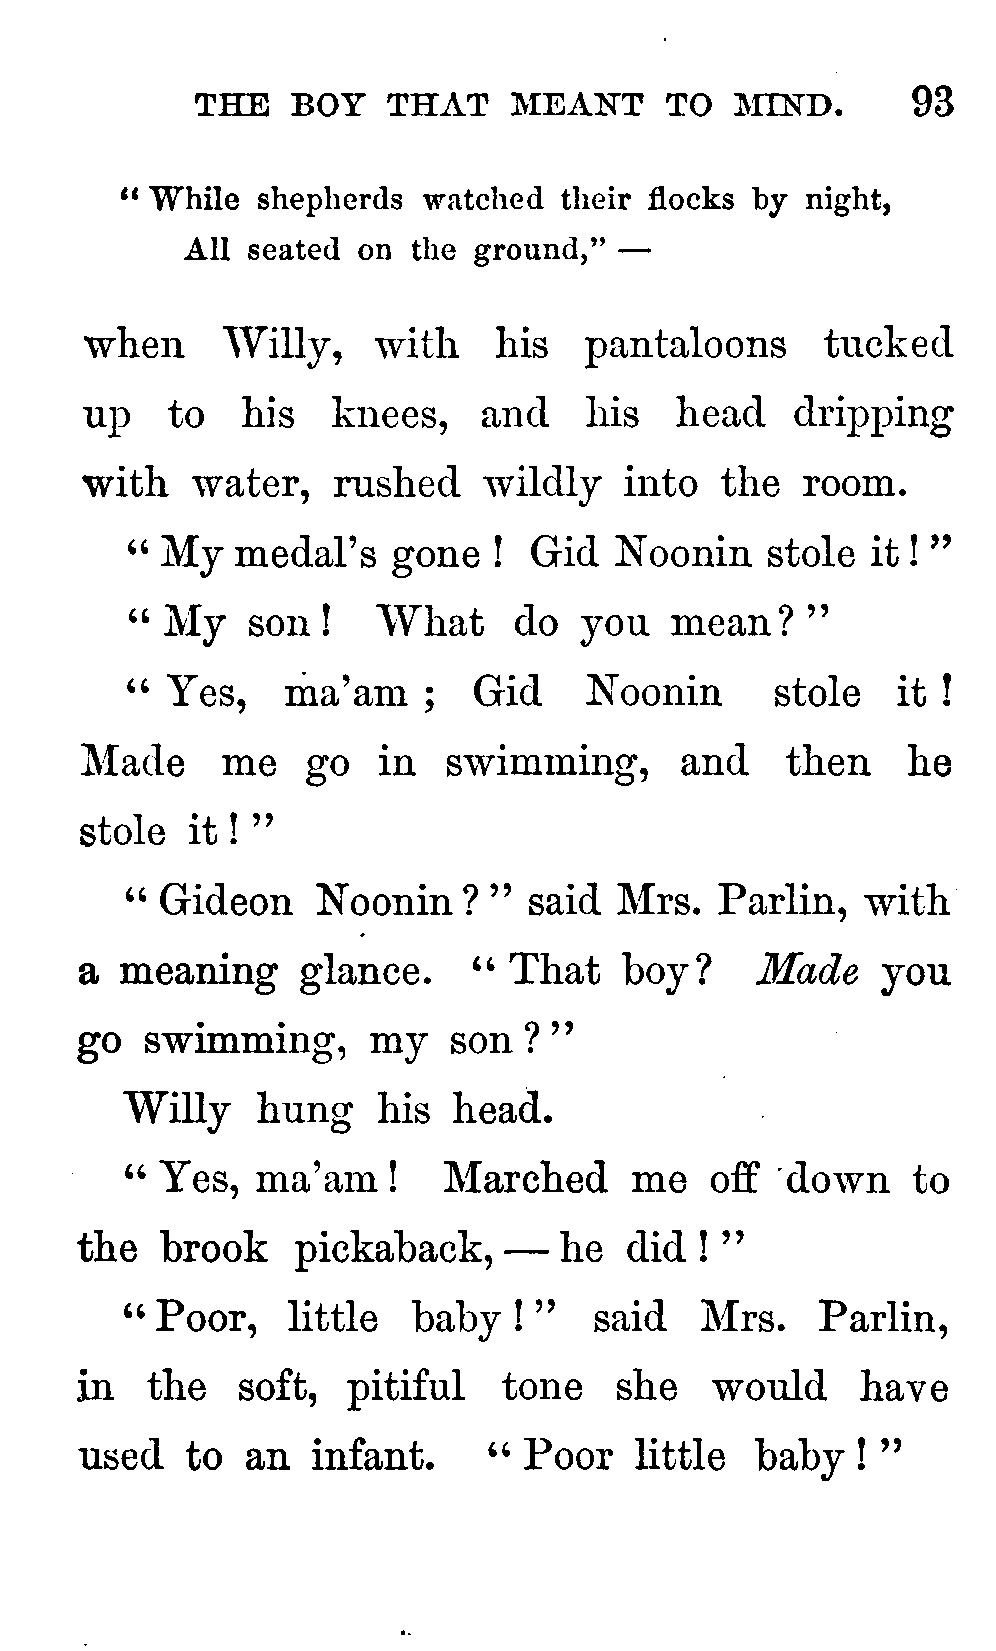 THE BOY THAT MEANT TO MIND. 93
“ While shepherds watched their flocks by night,
All seated on the ground,” —
when Willy, with his pantaloons tucked
up to his knees, and his head dripping
with water, rushed wildly into the room.
“ My medal’s gone ! Gid Noonin stole it ! ”
“ My son ! What do you mean ? ”
“ Yes, ma’am ; Gid Noonin stole it !
Made me go in swimming, and then he
stole it ! ”
“ Gideon Noonin ? ” said Mrs. Parlin, with
a meaning glance. “ That boy ? Made you
go swimming, my son ? ”
Willy hung his head.
“ Yes, ma’am ! Marched me off down to
the brook pickaback, — he did ! ”
“ Poor, little baby ! ” said Mrs. Parlin,
in the soft, pitiful tone she would have
used to an infant. “ Poor little baby ! ”